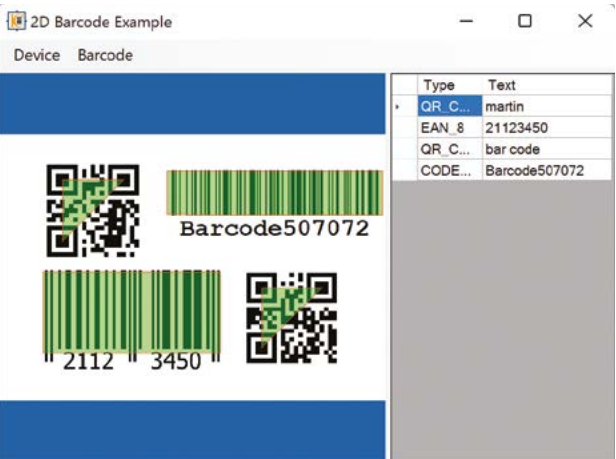 2D Barcode Example
Device Barcode
Type Text
QR_C... martin
EAN_8 21123450
QR_C... bar code
CODE... Barcode507072
Barcode507072
2112 3450